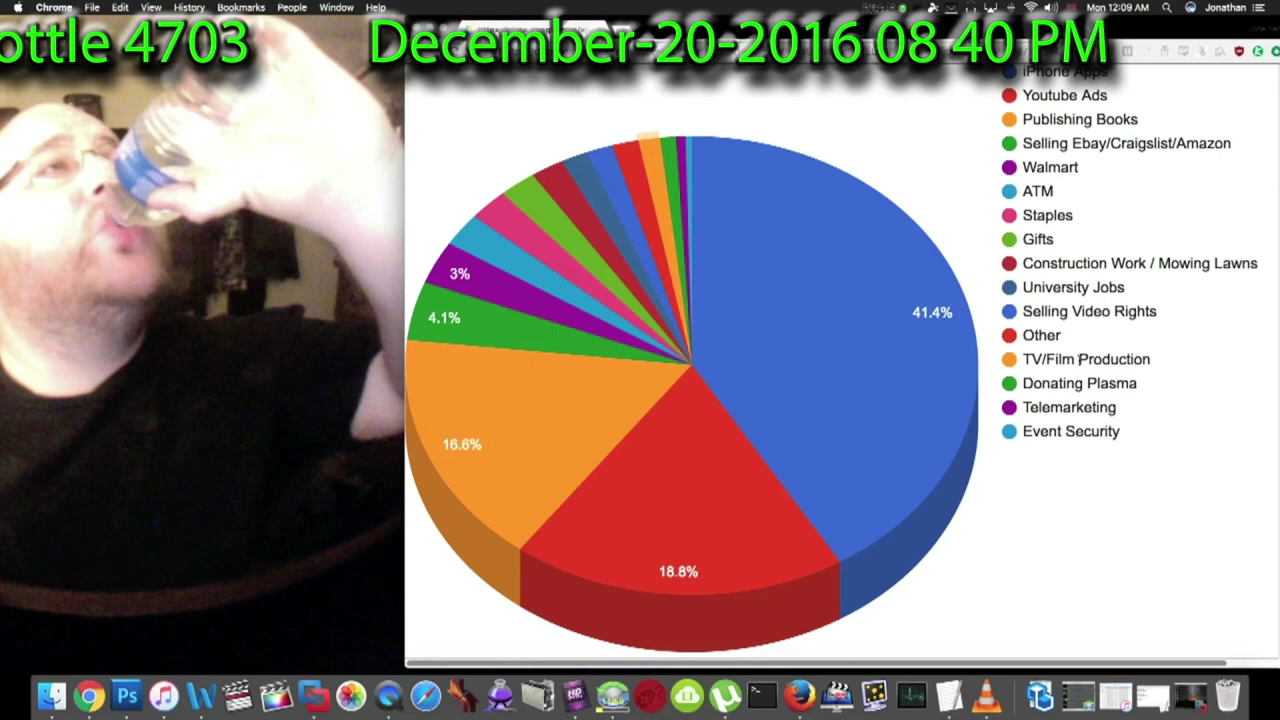 Chrome File Edit View History Bookmarks People Window Help Mon 12:09 AM Jonathan
ottle 4703 December-20-2016 08 40 PM
iPhone Apps
Youtube Ads
Publishing Books
Selling Ebay/Craigslist/Amazon
Walmart
ATM
Staples
Gifts
Construction Work / Mowing Lawns
University Jobs
Selling Video Rights
Other
TV/Film Production
Donating Plasma
Telemarketing
Event Security
3%
4.1%
41.4%
16.6%
18.8%
Ps